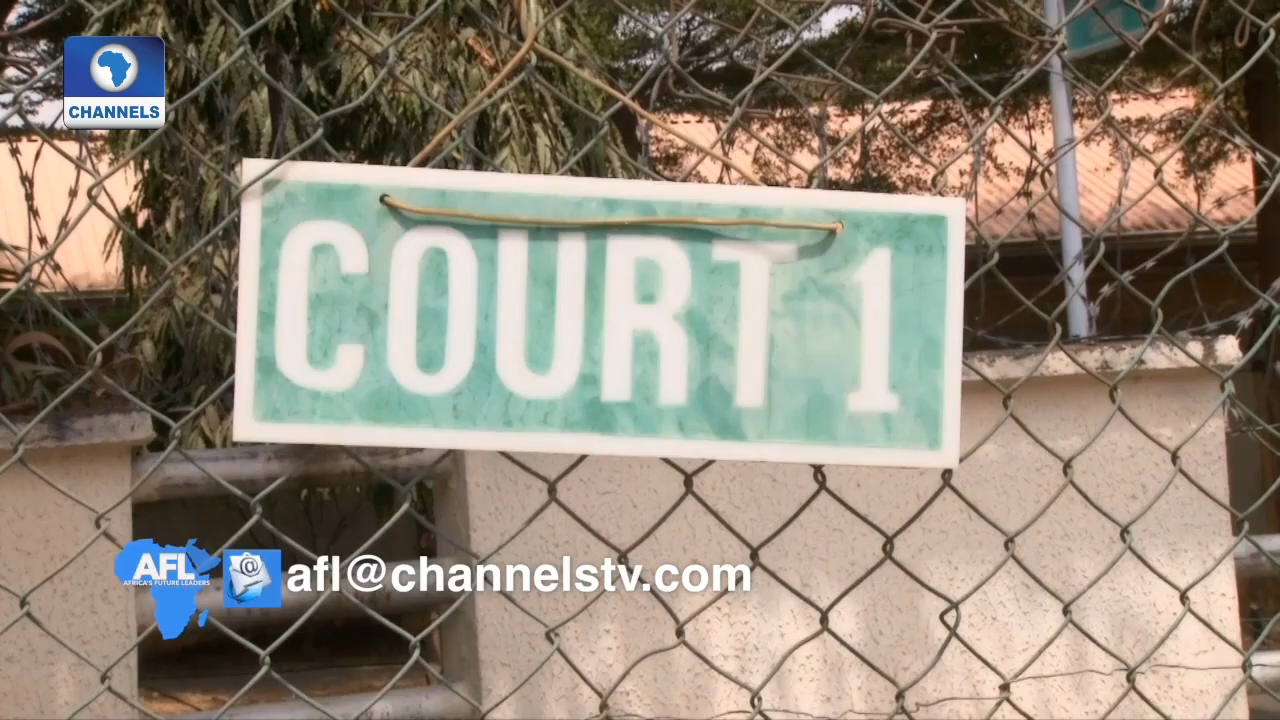 CHANNELS
COURT 1
AFL
AFRICA'S FUTURE LEADERS
afl@channelstv.com